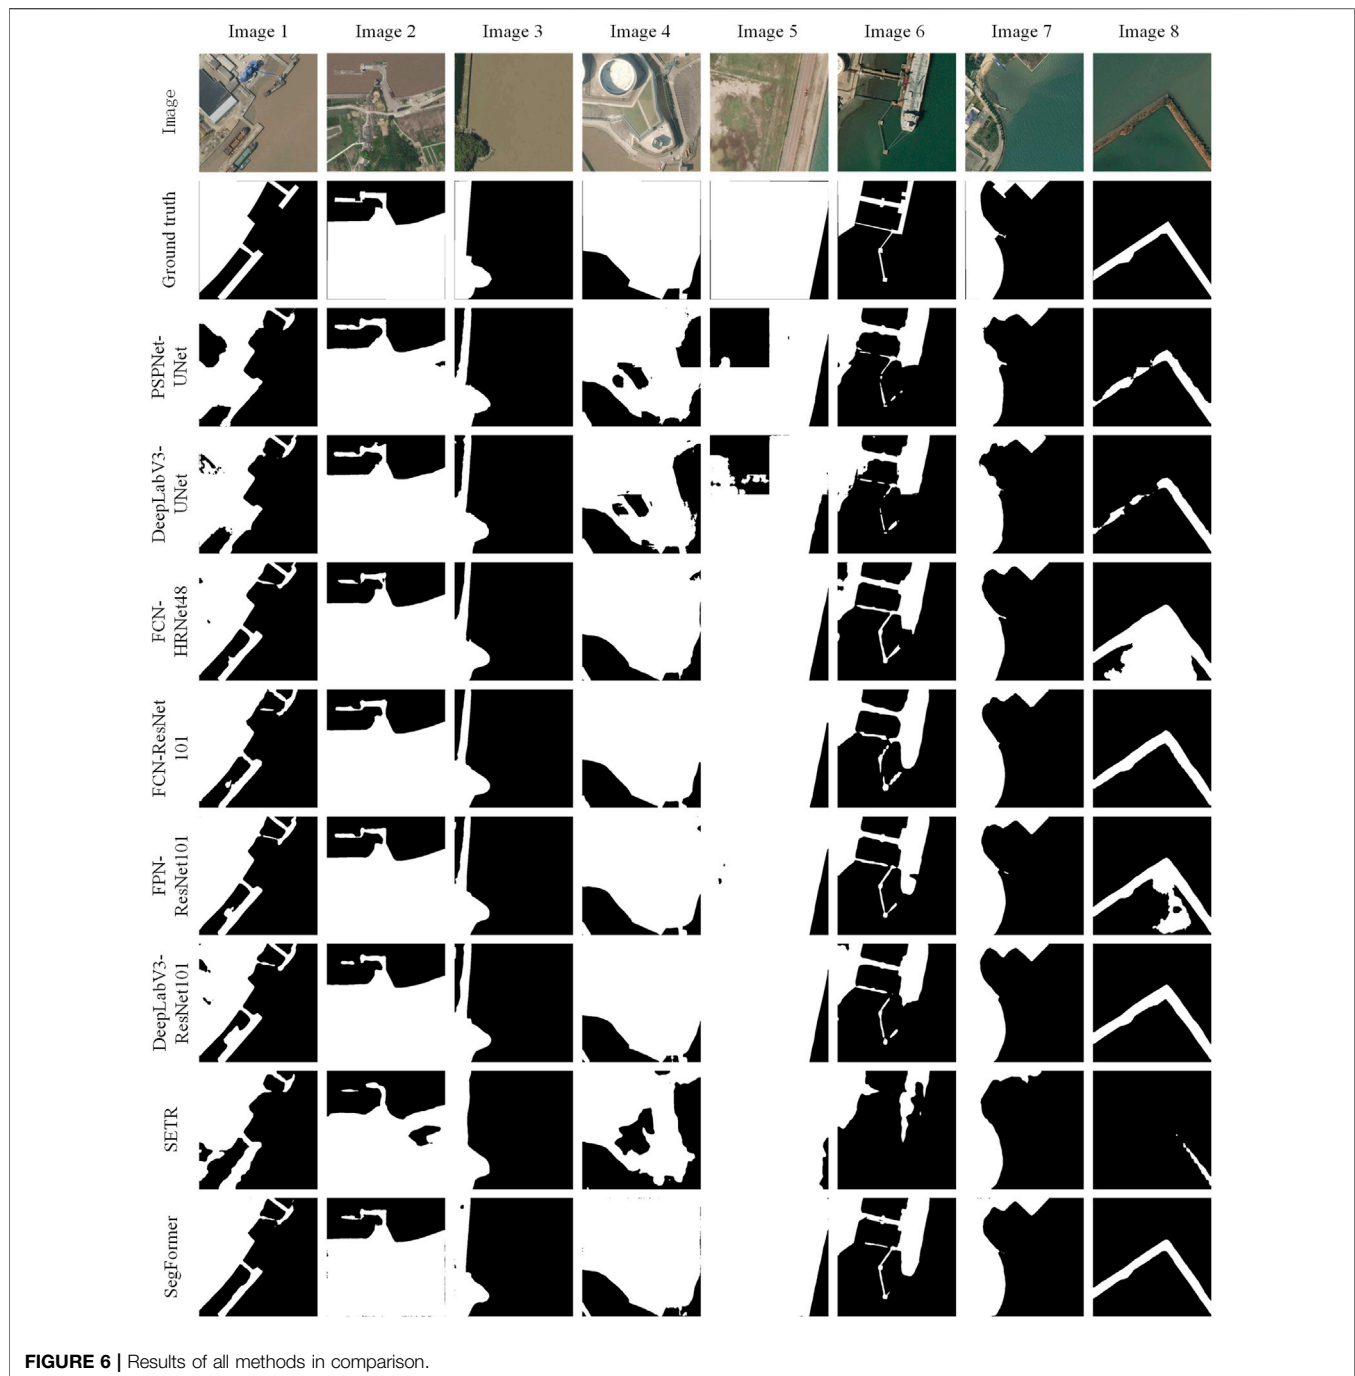 Image 1 Image 2 Image 3 Image 4 Image 5 Image 6 Image 7 Image 8
Image
Ground truth
PSPNet-
UNet
DeepLabV3-
UNet
FCN-
HRNet48
FCN-ResNet
101
FPN-
ResNet101
DeepLabV3-
ResNet101
SETR
SegFormer
FIGURE 6 | Results of all methods in comparison.